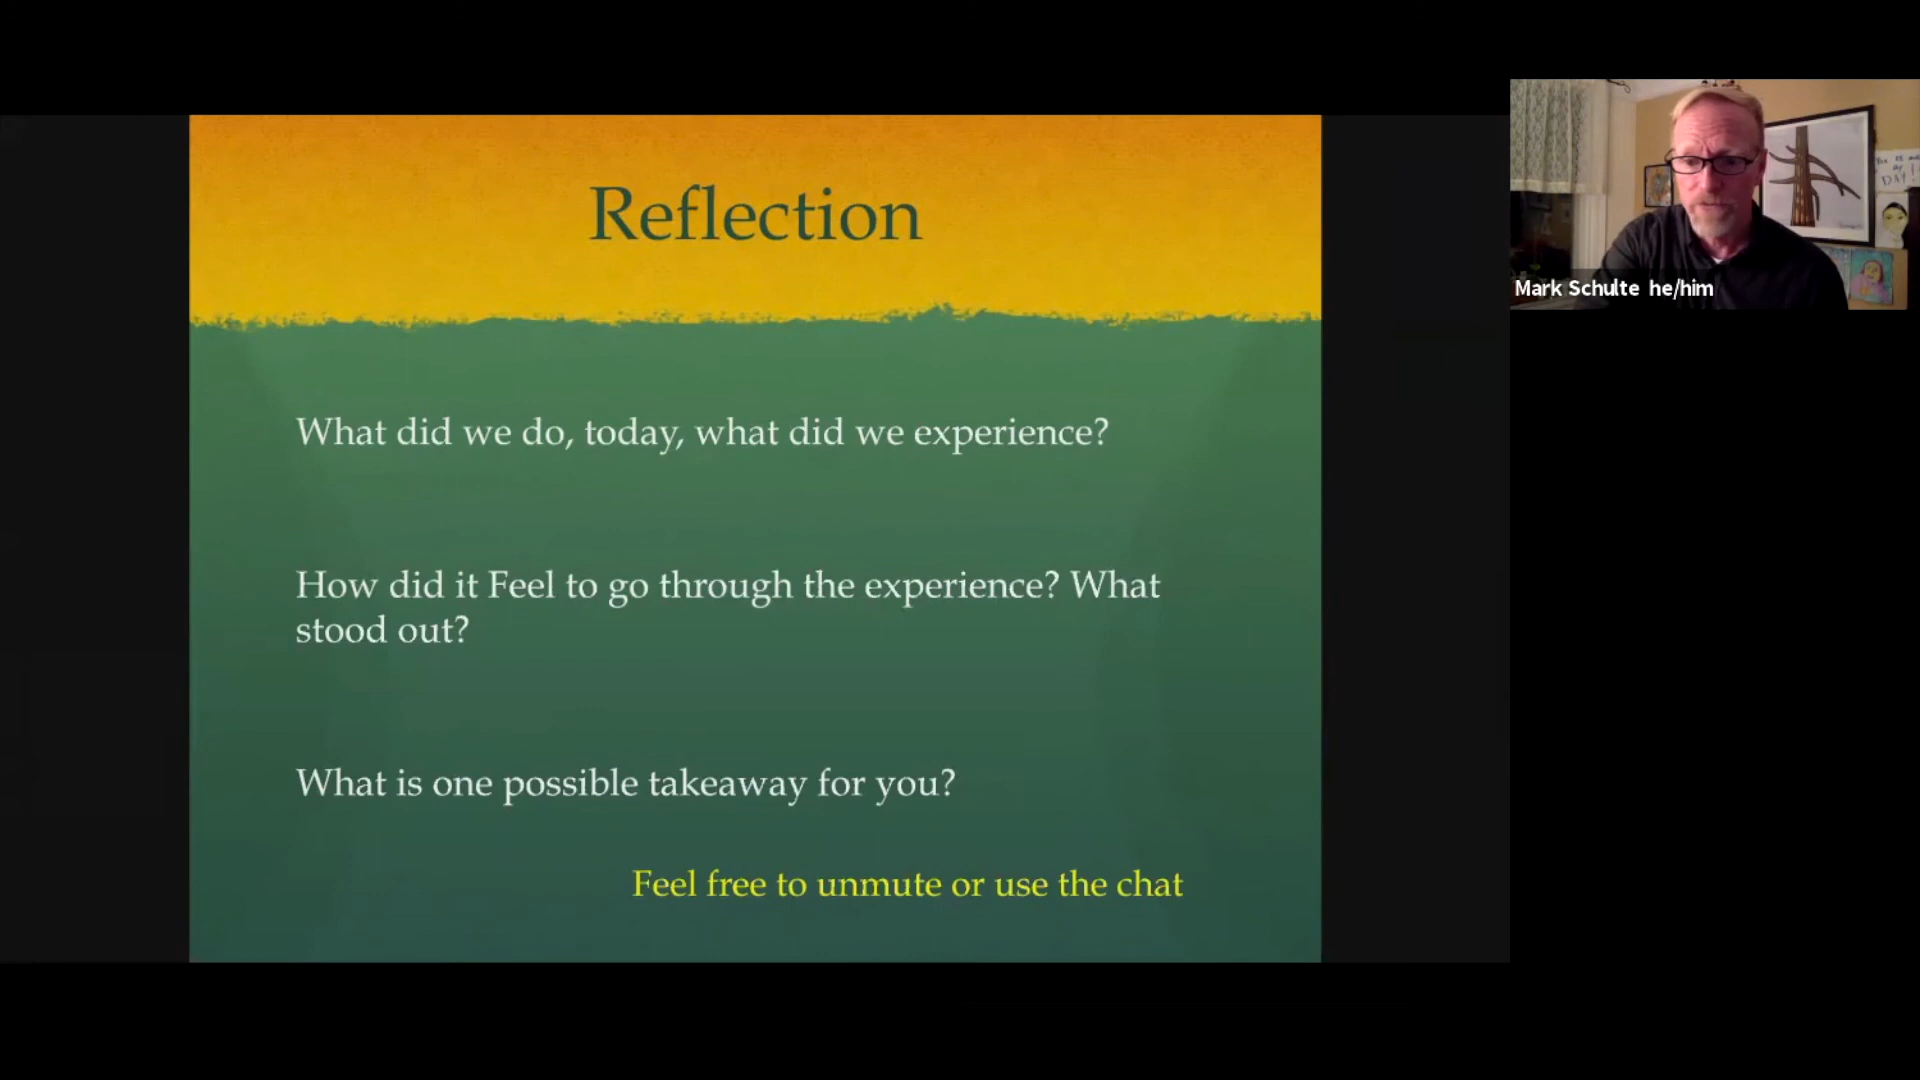 Reflection
What did we do, today, what did we experience?
How did it Feel to go through the experience? What
stood out?
What is one possible takeaway for you?
Feel free to unmute or use the chat
Mark Schulte he/him
DAY!